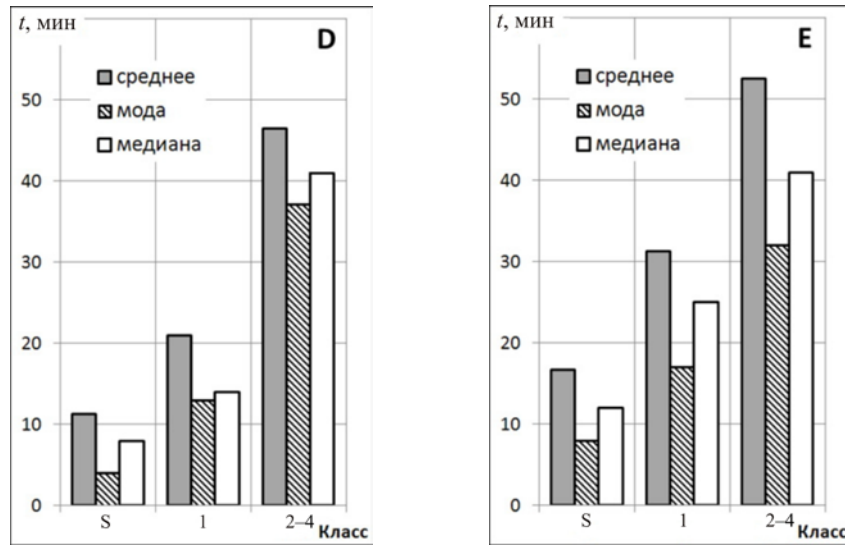 t, мин
D
среднее
мода
медиана
50
40
30
20
10
0
S 1 2–4 Класс
t, мин
E
среднее
мода
медиана
50
40
30
20
10
0
S 1 2–4 Класс